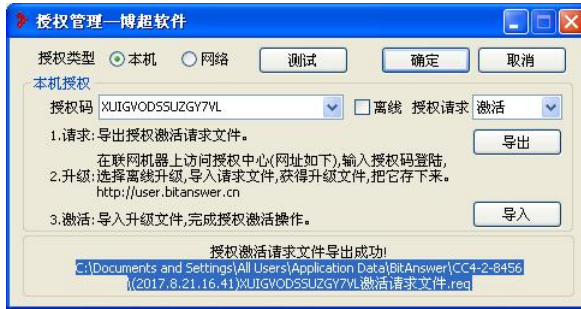 授权管理—博超软件
授权类型 本机 网络 测试 确定 取消
本机授权
授权码 XUIGVODSSUZGY7VL 离线 授权请求 激活
1.请求:导出授权激活请求文件。 导出
在联网机器上访问授权中心(网址如下),输入授权码登陆,
2.升级:选择离线升级,导入请求文件,获得升级文件,把它存下来。
http://user.bitanswer.cn
3.激活:导入升级文件,完成授权激活操作。 导入
授权激活请求文件导出成功!
C:\Documents and Settings\All Users\Application Data\BitAnswer\CC4-2-8456
\(2017.8.21.16.41)XUIGVODSSUZGY7VL激活请求文件.req